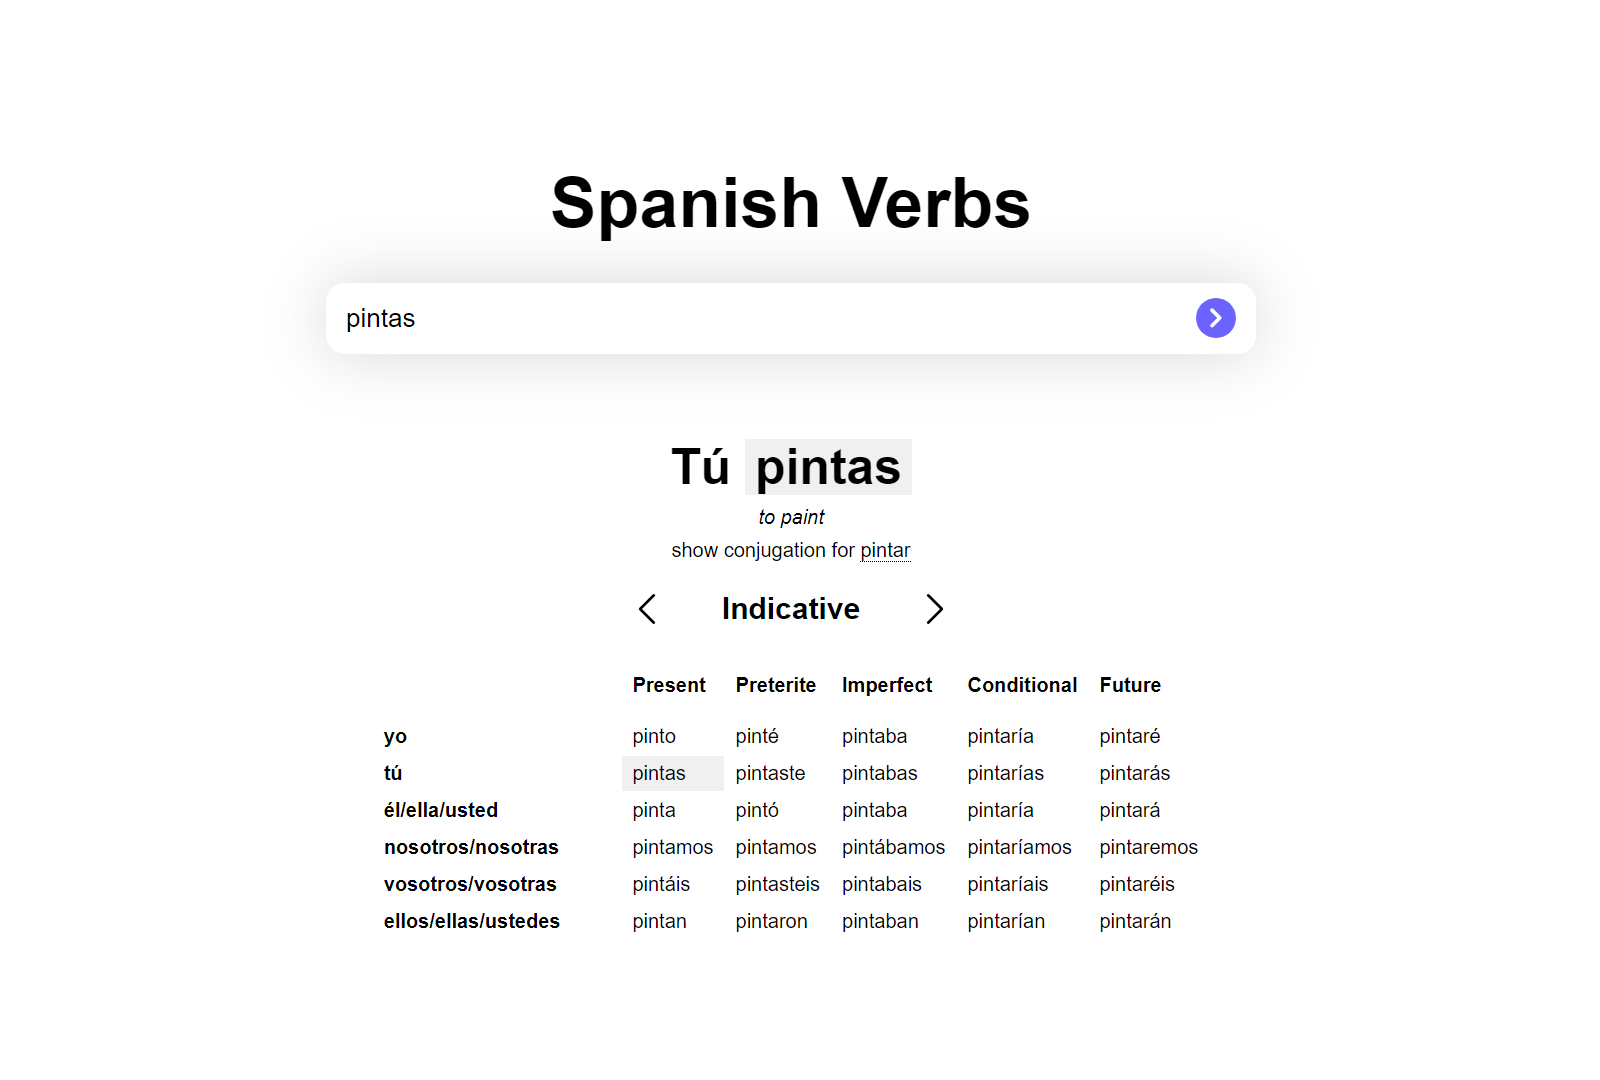 Spanish Verbs
pintas
Tú pintas
to paint
show conjugation for pintar
Indicative
Present Preterite Imperfect Conditional Future
yo pinto pinté pintaba pintaría pintaré
tú pintas pintaste pintabas pintarías pintarás
él/ella/usted pinta pintó pintaba pintaría pintará
nosotros/nosotras pintamos pintamos pintábamos pintaríamos pintaremos
vosotros/vosotras pintáis pintasteis pintabais pintaríais pintaréis
ellos/ellas/ustedes pintan pintaron pintaban pintarían pintarán